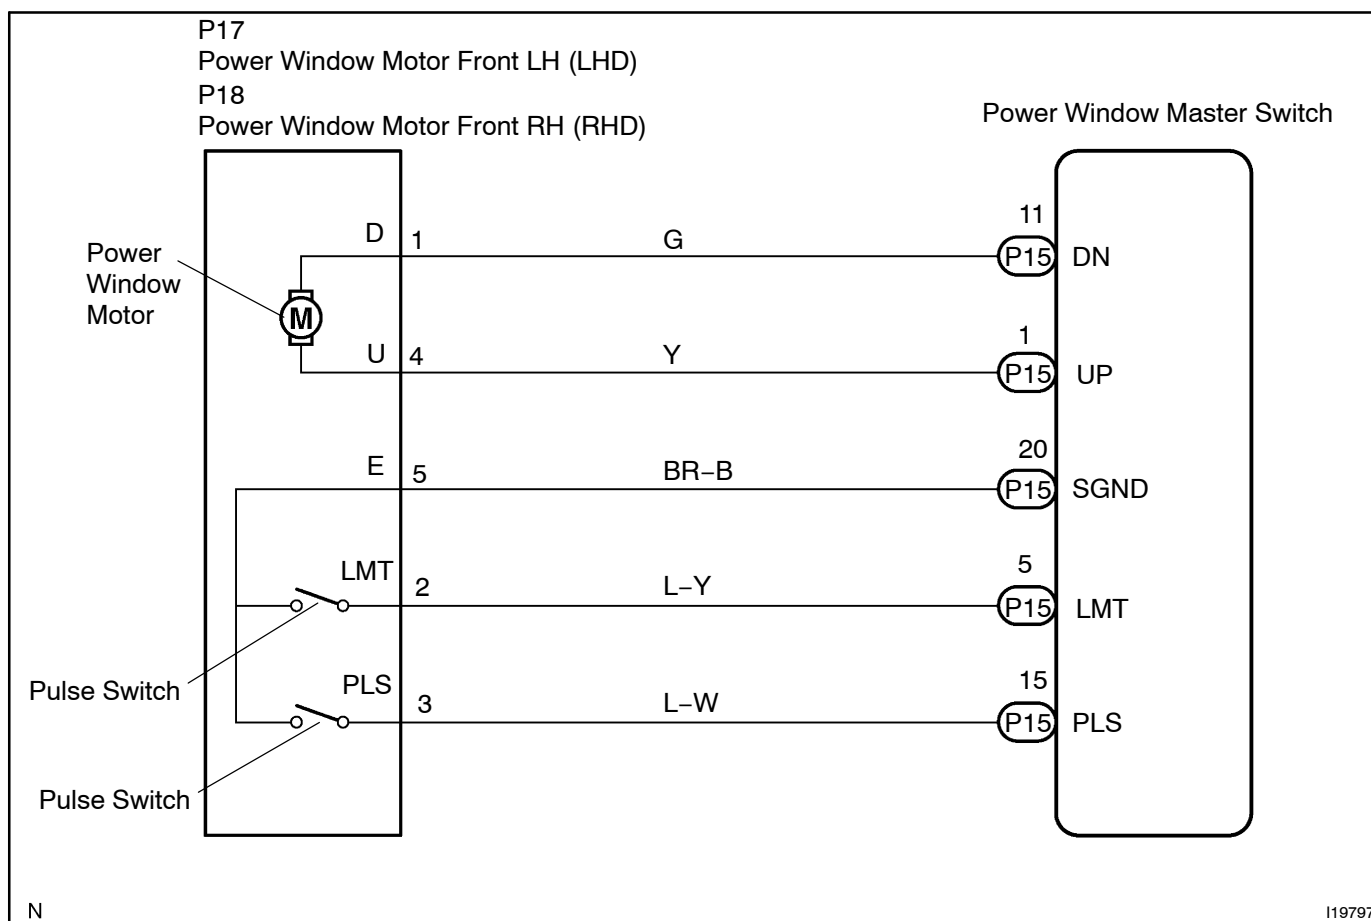 P17
Power Window Motor Front LH (LHD)
P18
Power Window Motor Front RH (RHD)
Power Window Master Switch
Power
Window
Motor
M
D 1 G 11 P15 DN
U 4 Y 1 P15 UP
E 5 BR−B 20 P15 SGND
LMT 2 L−Y 5 P15 LMT
Pulse Switch
PLS 3 L−W 15 P15 PLS
Pulse Switch
N
I19797